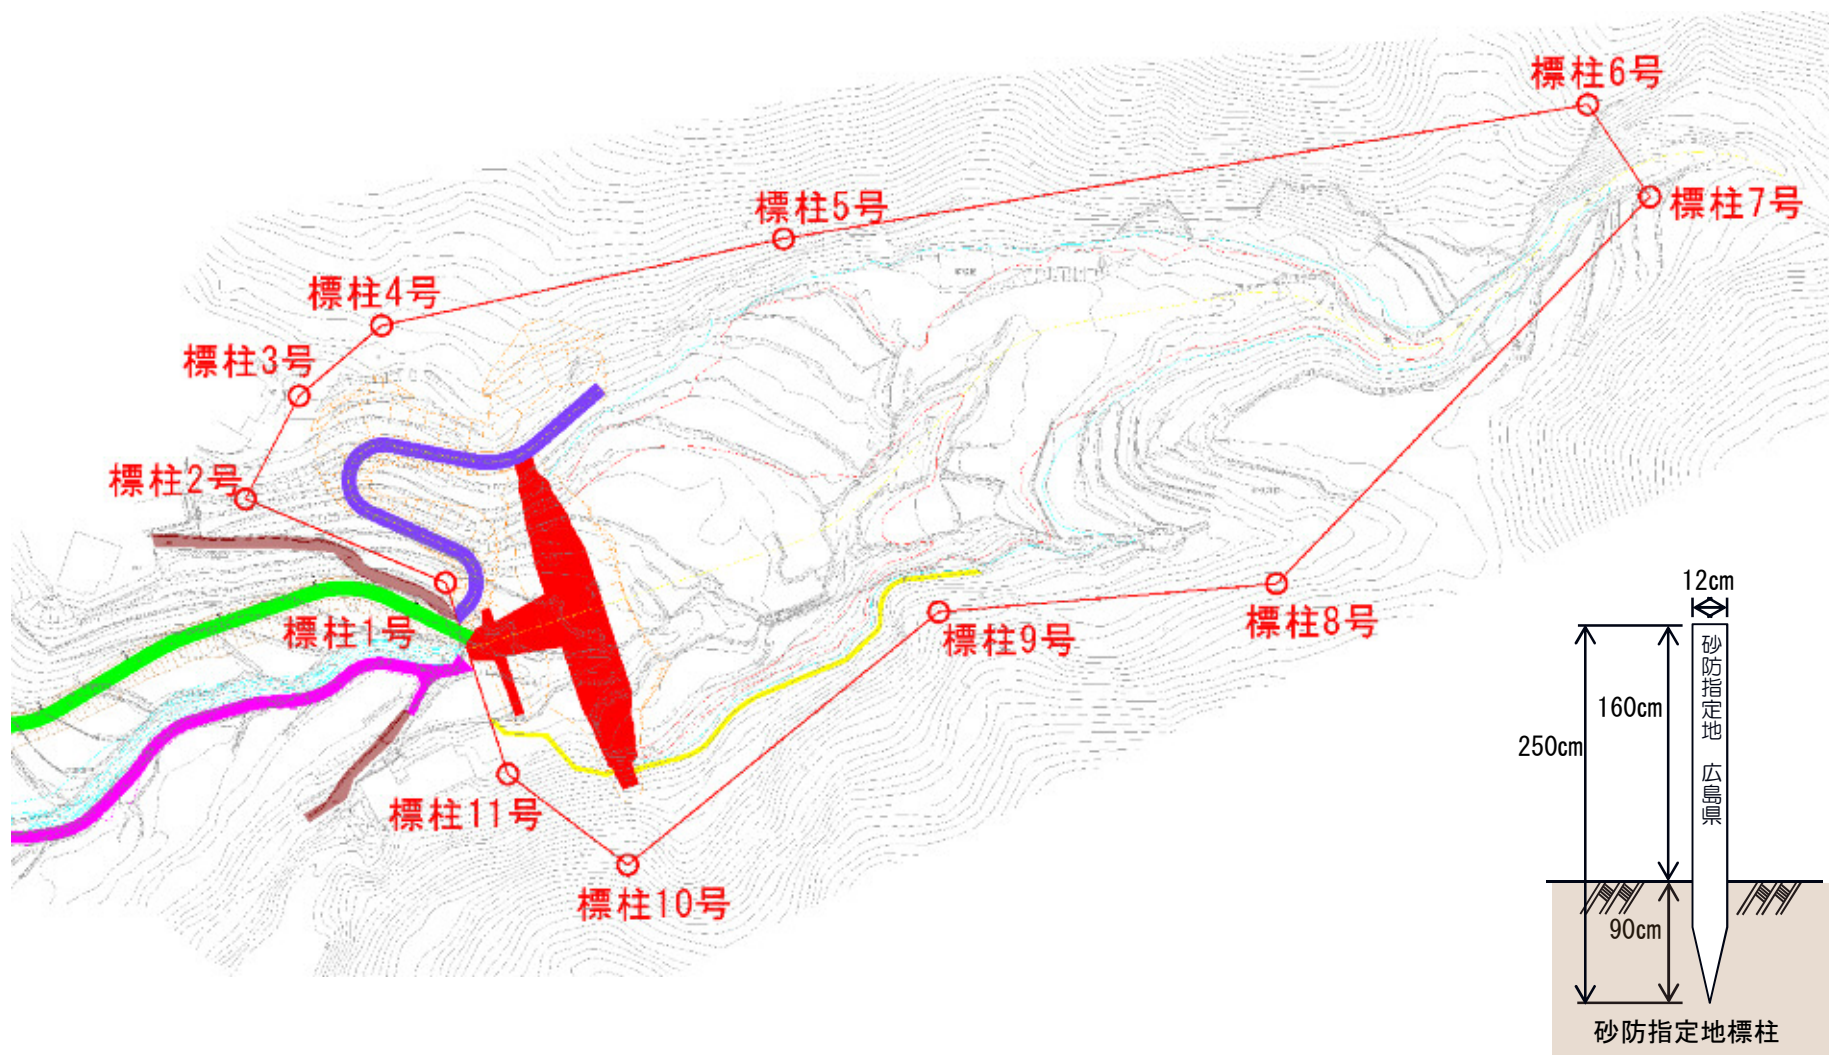 標柱6号
標柱7号
標柱5号
標柱4号
標柱3号
標柱2号
標柱1号
標柱8号
標柱9号
標柱11号
標柱10号
12cm
160cm
250cm
90cm
砂防指定地 広島県
砂防指定地標柱